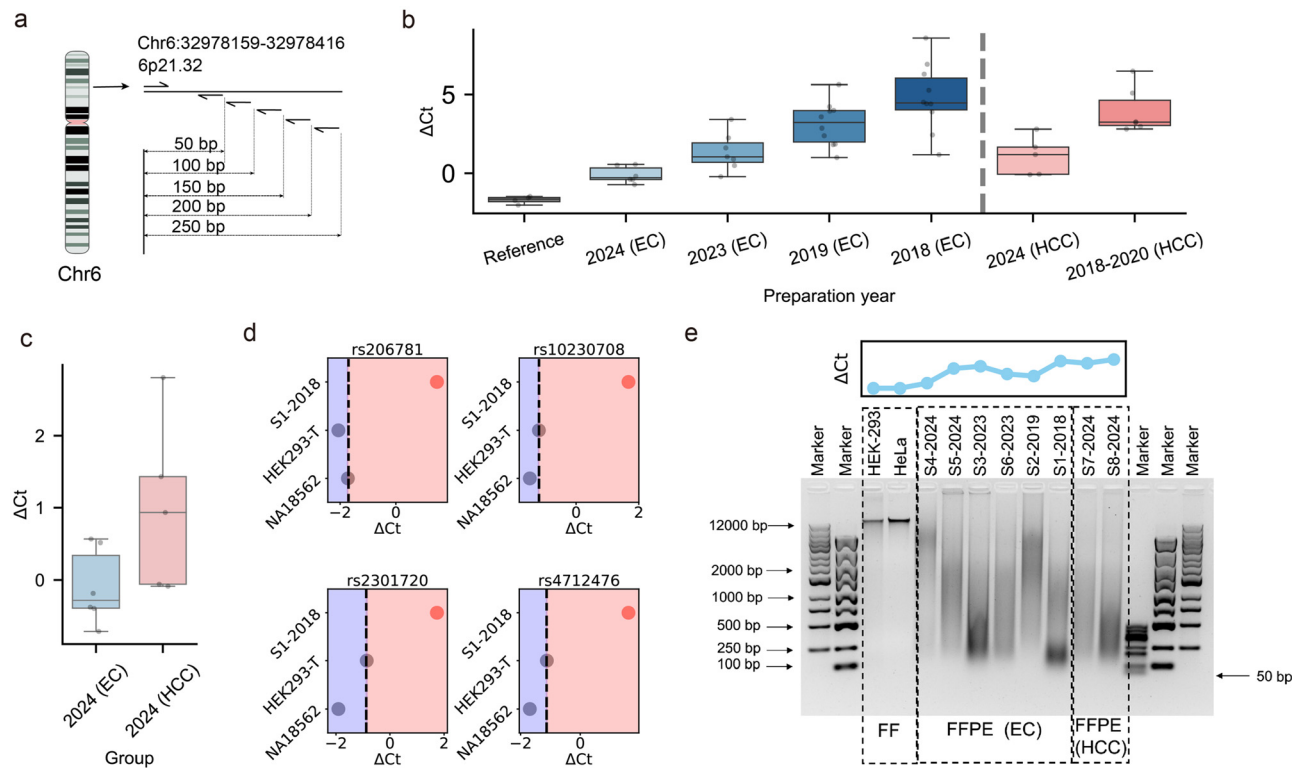 a
Chr6:32978159-32978416
6p21.32
50 bp
100 bp
150 bp
200 bp
250 bp
Chr6
b
ΔCt
5
0
Reference
2024 (EC)
2023 (EC)
2019 (EC)
2018 (EC)
2024 (HCC)
2018-2020 (HCC)
Preparation year
c
ΔCt
2
1
0
2024 (EC)
2024 (HCC)
Group
d
rs206781
S1-2018
HEK293-T
NA18562
−2
0
ΔCt
rs10230708
S1-2018
HEK293-T
NA18562
0
2
ΔCt
rs2301720
S1-2018
HEK293-T
NA18562
−2
0
ΔCt
rs4712476
S1-2018
HEK293-T
NA18562
−2
0
ΔCt
e
ΔCt
Marker
Marker
HEK-293
HeLa
S4-2024
S5-2024
S3-2023
S6-2023
S2-2019
S1-2018
S7-2024
S8-2024
Marker
Marker
Marker
12000 bp
2000 bp
1000 bp
500 bp
250 bp
100 bp
50 bp
FF
FFPE (EC)
FFPE
(HCC)